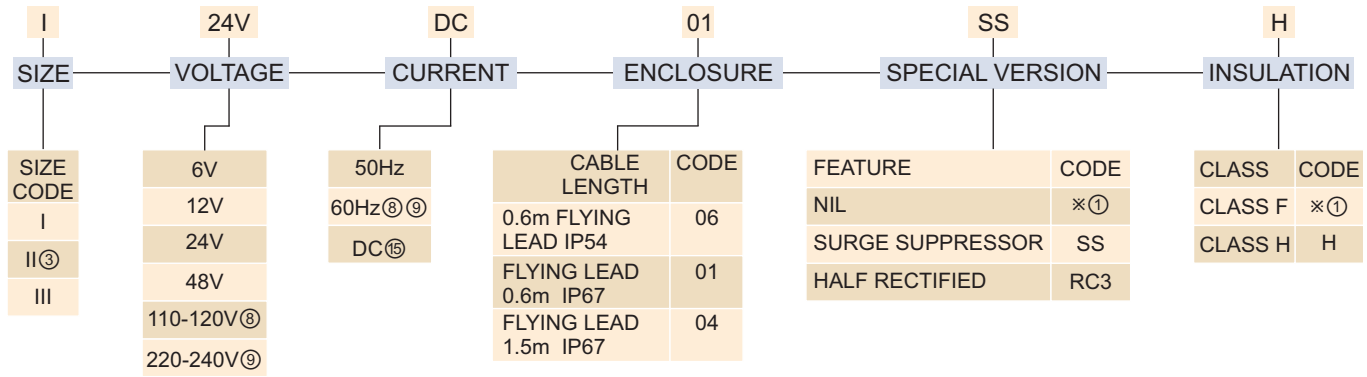 I 24V DC 01 SS H
SIZE VOLTAGE CURRENT ENCLOSURE SPECIAL VERSION INSULATION
SIZE
CODE
I
II③
III
6V
12V
24V
48V
110-120V⑧
220-240V⑨
50Hz
60Hz⑧⑨
DC⑮
CABLE
LENGTH
CODE
0.6m FLYING
LEAD IP54
06
FLYING LEAD
0.6m IP67
01
FLYING LEAD
1.5m IP67
04
FEATURE CODE
NIL ※①
SURGE SUPPRESSOR SS
HALF RECTIFIED RC3
CLASS CODE
CLASS F ※①
CLASS H H